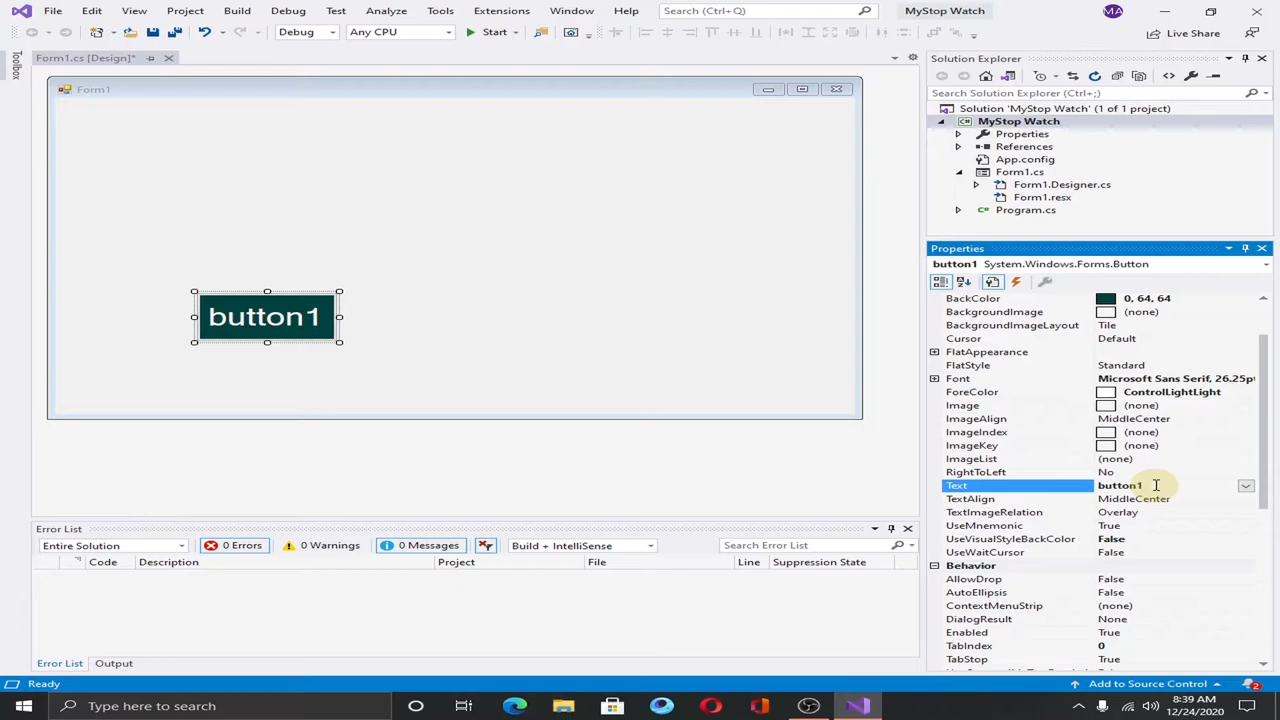 File Edit View Project Build Debug Test Analyze Tools Extensions Window Help Search (Ctrl+Q) MyStop Watch MA
Debug Any CPU Start Live Share
Toolbox
Form1.cs [Design]*
Form1
button1
Solution Explorer
Search Solution Explorer (Ctrl+;)
Solution 'MyStop Watch' (1 of 1 project)
MyStop Watch
Properties
References
App.config
Form1.cs
Form1.Designer.cs
Form1.resx
Program.cs
Properties
button1 System.Windows.Forms.Button
BackColor 0, 64, 64
BackgroundImage (none)
BackgroundImageLayout Tile
Cursor Default
FlatAppearance
FlatStyle Standard
Font Microsoft Sans Serif, 26.25pt
ForeColor ControlLightLight
Image (none)
ImageAlign MiddleCenter
ImageIndex (none)
ImageKey (none)
ImageList (none)
RightToLeft No
Text button1
TextAlign MiddleCenter
TextImageRelation Overlay
UseMnemonic True
UseVisualStyleBackColor False
UseWaitCursor False
Behavior
AllowDrop False
AutoEllipsis False
ContextMenuStrip (none)
DialogResult None
Enabled True
TabIndex 0
TabStop True
Error List
Entire Solution 0 Errors 0 Warnings 0 Messages Build + IntelliSense Search Error List
Code Description Project File Line Suppression State
Error List Output
Ready Add to Source Control 2
Type here to search 8:39 AM
12/24/2020